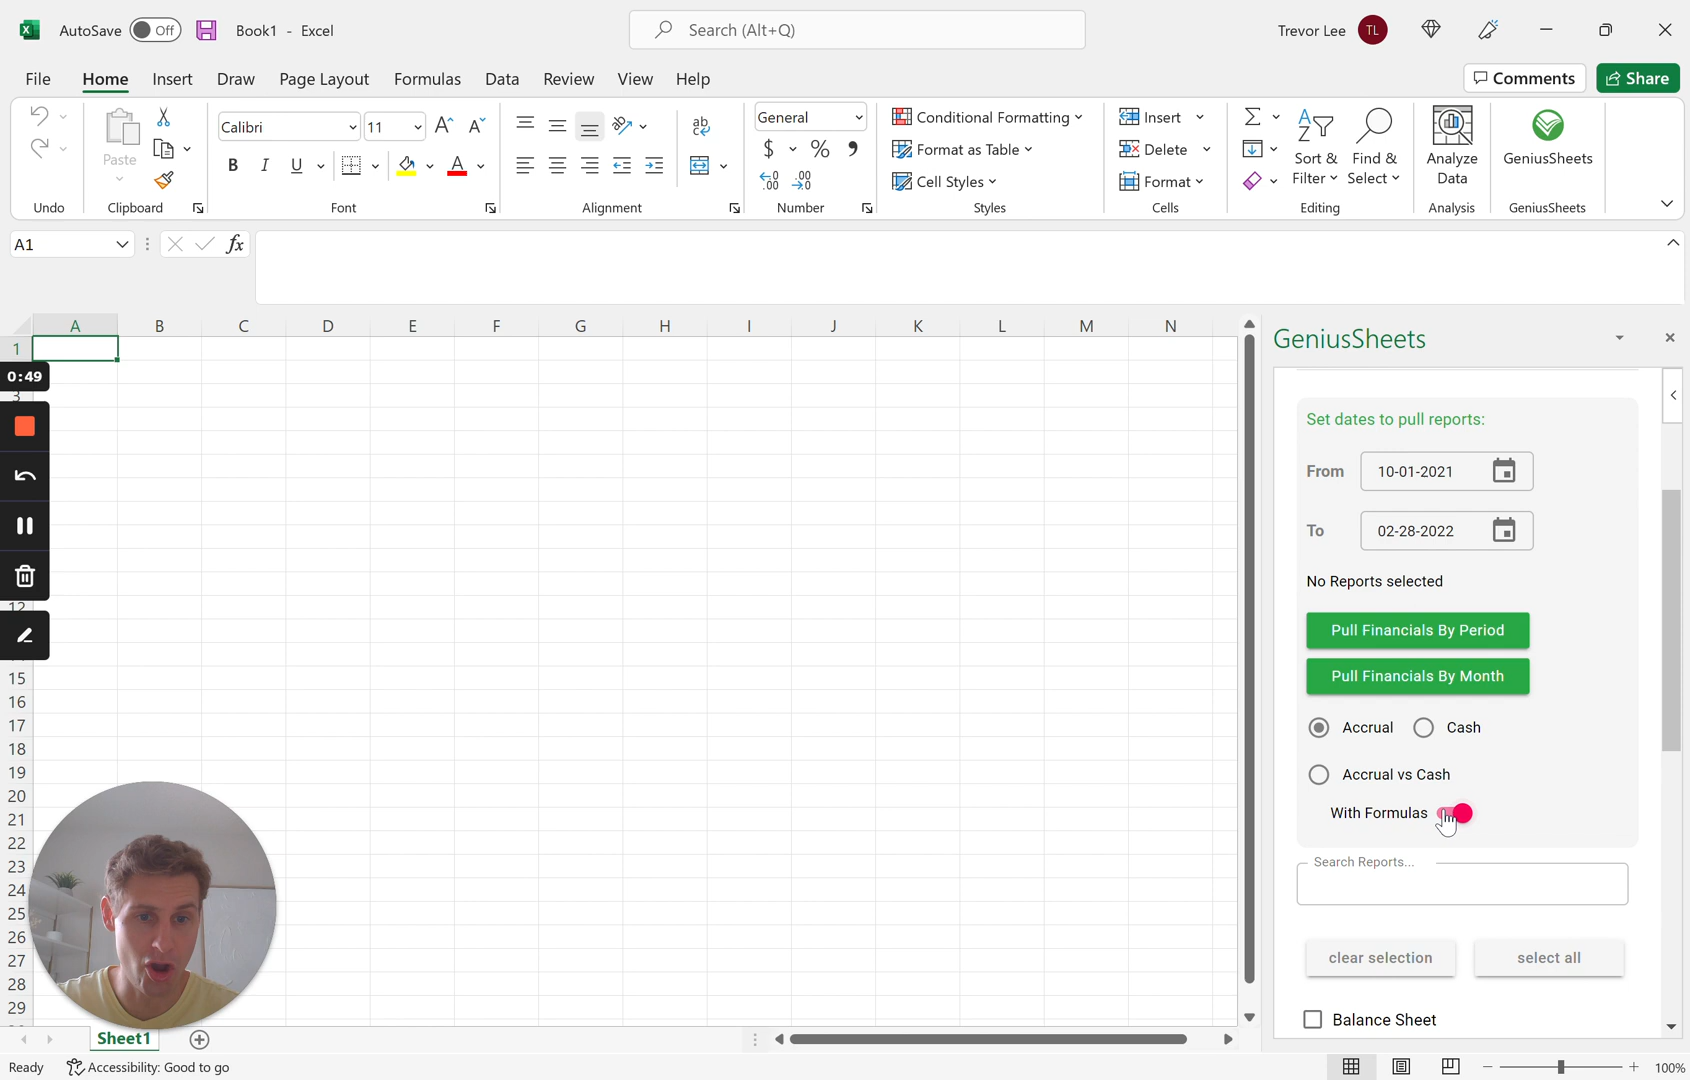 AutoSave Off Book1 - Excel
Search (Alt+Q)
Trevor Lee TL
File Home Insert Draw Page Layout Formulas Data Review View Help
Comments Share
Paste
Calibri 11
B I U A
ab
General
$ % 9
Conditional Formatting
Format as Table
Cell Styles
Insert
Delete
Format
Sort & Filter
Find & Select
Analyze Data
GeniusSheets
Undo Clipboard Font Alignment Number Styles Cells Editing Analysis GeniusSheets
A1 fx
A B C D E F G H I J K L M N
1
0:49
3
12
15
16
17
18
19
20
21
22
23
24
25
26
27
28
29
GeniusSheets
Set dates to pull reports:
From 10-01-2021
To 02-28-2022
No Reports selected
Pull Financials By Period
Pull Financials By Month
Accrual Cash
Accrual vs Cash
With Formulas
Search Reports...
clear selection select all
Balance Sheet
Sheet1
Ready Accessibility: Good to go
100%